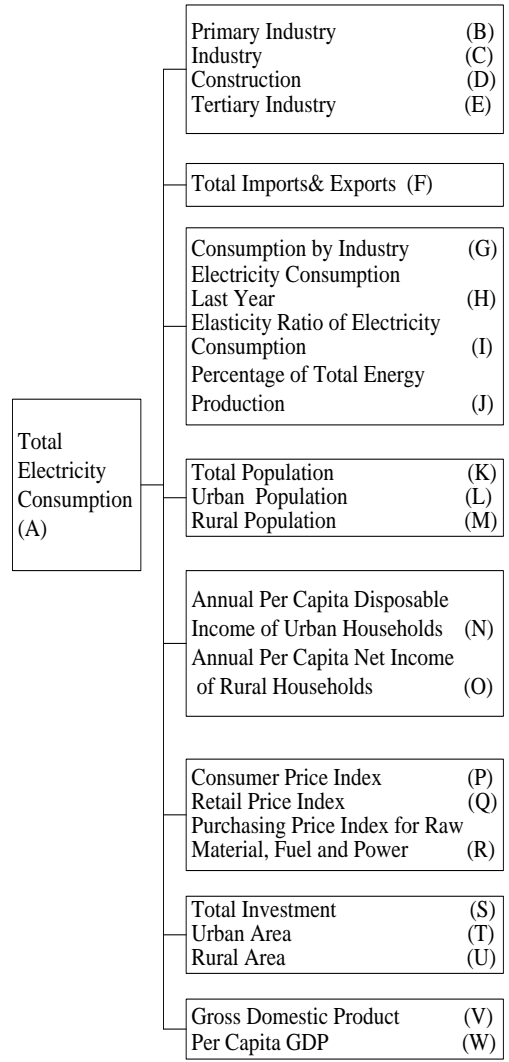 Primary Industry (B)
Industry (C)
Construction (D)
Tertiary Industry (E)
Total Imports& Exports (F)
Consumption by Industry (G)
Electricity Consumption
Last Year (H)
Elasticity Ratio of Electricity
Consumption (I)
Percentage of Total Energy
Production (J)
Total
Electricity
Consumption
(A)
Total Population (K)
Urban Population (L)
Rural Population (M)
Annual Per Capita Disposable
Income of Urban Households (N)
Annual Per Capita Net Income
of Rural Households (O)
Consumer Price Index (P)
Retail Price Index (Q)
Purchasing Price Index for Raw
Material, Fuel and Power (R)
Total Investment (S)
Urban Area (T)
Rural Area (U)
Gross Domestic Product (V)
Per Capita GDP (W)